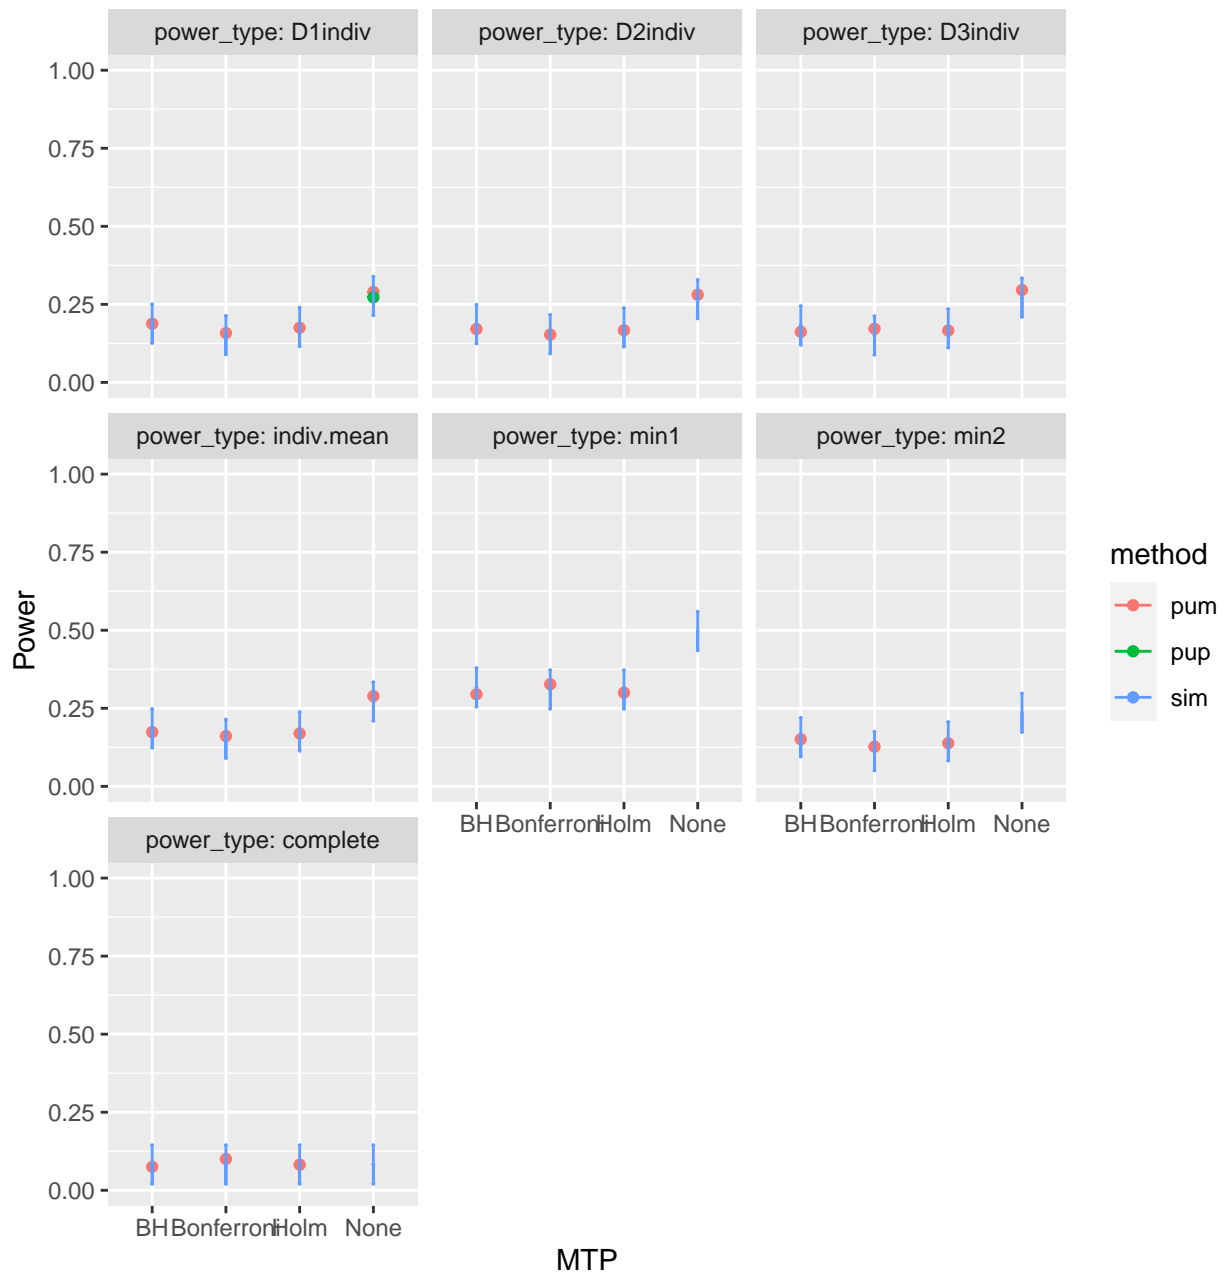 power_type: D1indiv power_type: D2indiv power_type: D3indiv
1.00
0.75
0.50
0.25
0.00
power_type: indiv.mean power_type: min1 power_type: min2
1.00
0.75
0.50
0.25
0.00
BH Bonferroni Holm None BH Bonferroni Holm None
power_type: complete
1.00
0.75
0.50
0.25
0.00
BH Bonferroni Holm None
MTP
Power
method
pum
pup
sim